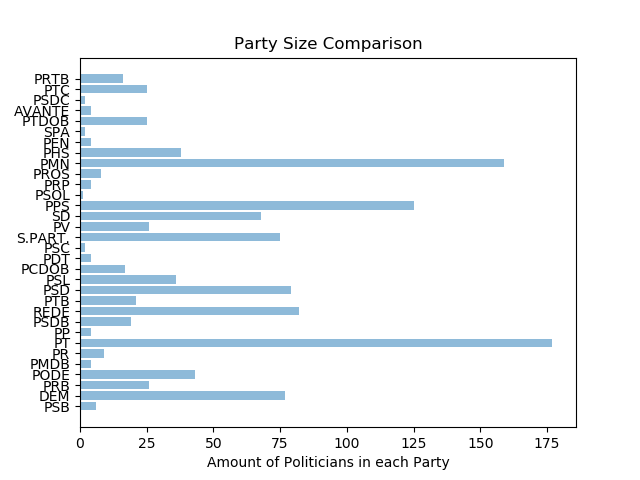 Party Size Comparison
PRTB
PTC
PSDC
AVANTE
PTDOB
SPA
PEN
PHS
PMN
PROS
PRP
PSOL
PPS
SD
PV
S.PART.
PSC
PDT
PCDOB
PSL
PSD
PTB
REDE
PSDB
PP
PT
PR
PMDB
PODE
PRB
DEM
PSB
0 25 50 75 100 125 150 175
Amount of Politicians in each Party